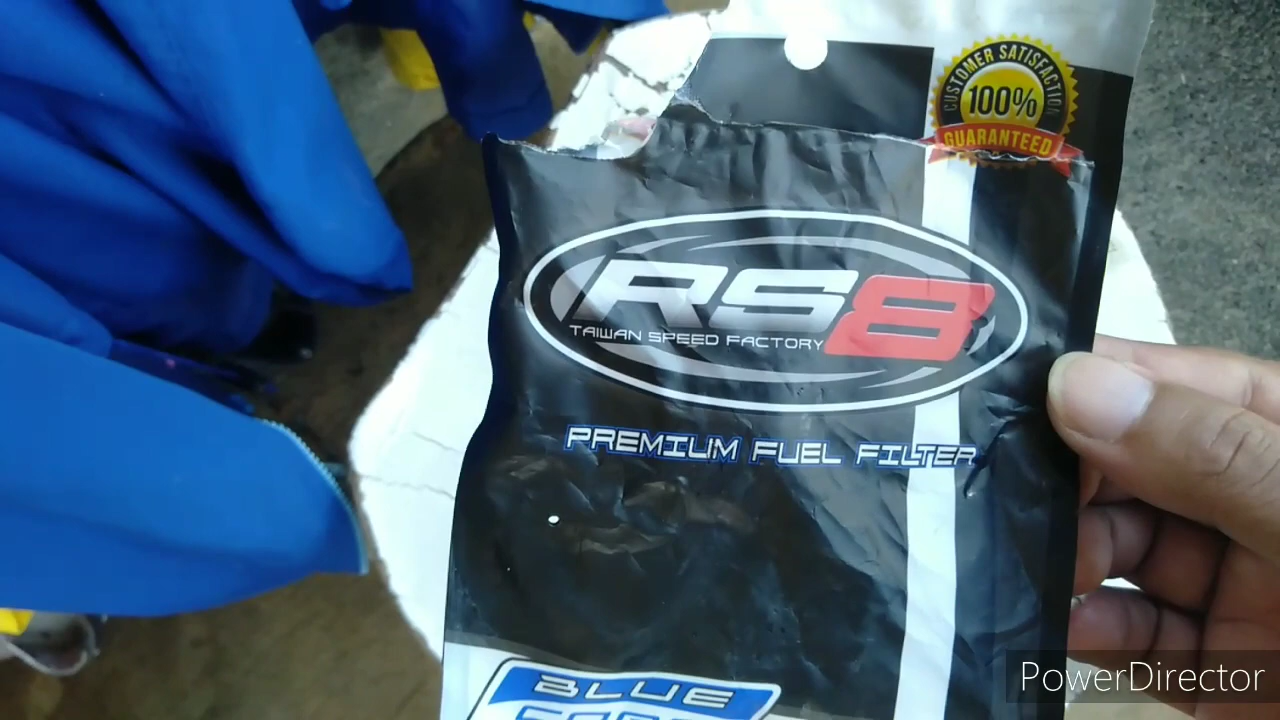 CUSTOMER SATISFACTION
100%
GUARANTEED
RS8
TAIWAN SPEED FACTORY
PREMIUM FUEL FILTER
BLUE
PowerDirector